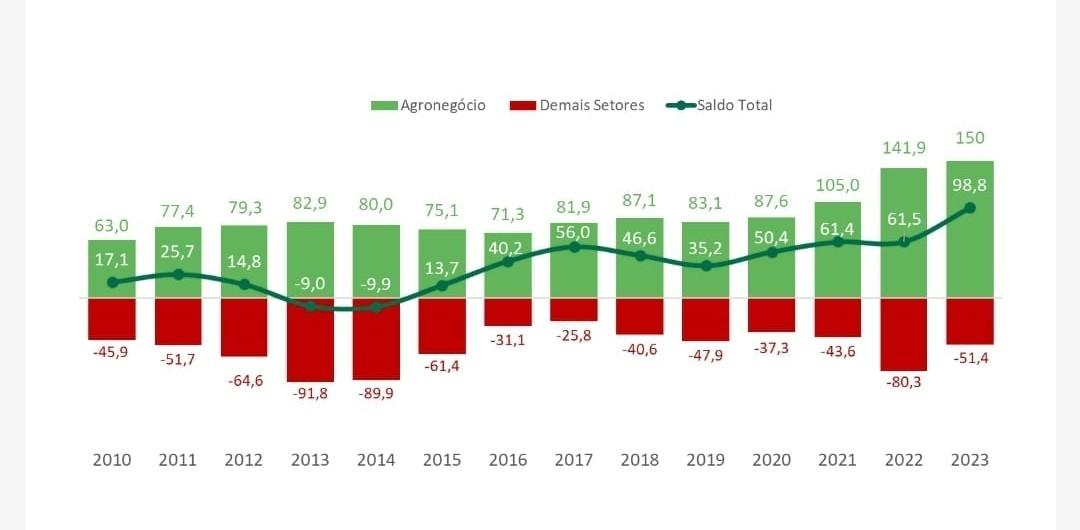 Agronegócio Demais Setores Saldo Total
63,0 77,4 79,3 82,9 80,0 75,1 71,3 81,9 87,1 83,1 87,6 105,0 141,9 150
17,1 25,7 14,8 -9,0 -9,9 13,7 40,2 56,0 46,6 35,2 50,4 61,4 61,5 98,8
-45,9 -51,7 -64,6 -91,8 -89,9 -61,4 -31,1 -25,8 -40,6 -47,9 -37,3 -43,6 -80,3 -51,4
2010 2011 2012 2013 2014 2015 2016 2017 2018 2019 2020 2021 2022 2023